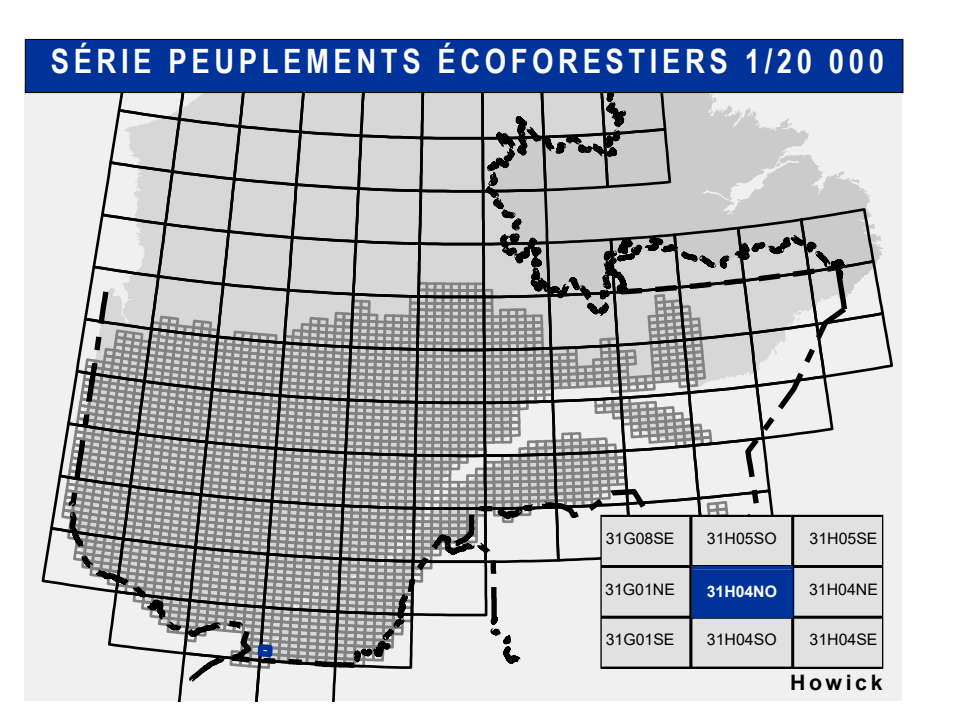 SÉRIE PEUPLEMENTS ÉCOFORESTIERS 1/20 000
31G08SE 31H05SO 31H05SE
31G01NE 31H04NO 31H04NE
31G01SE 31H04SO 31H04SE
Howick